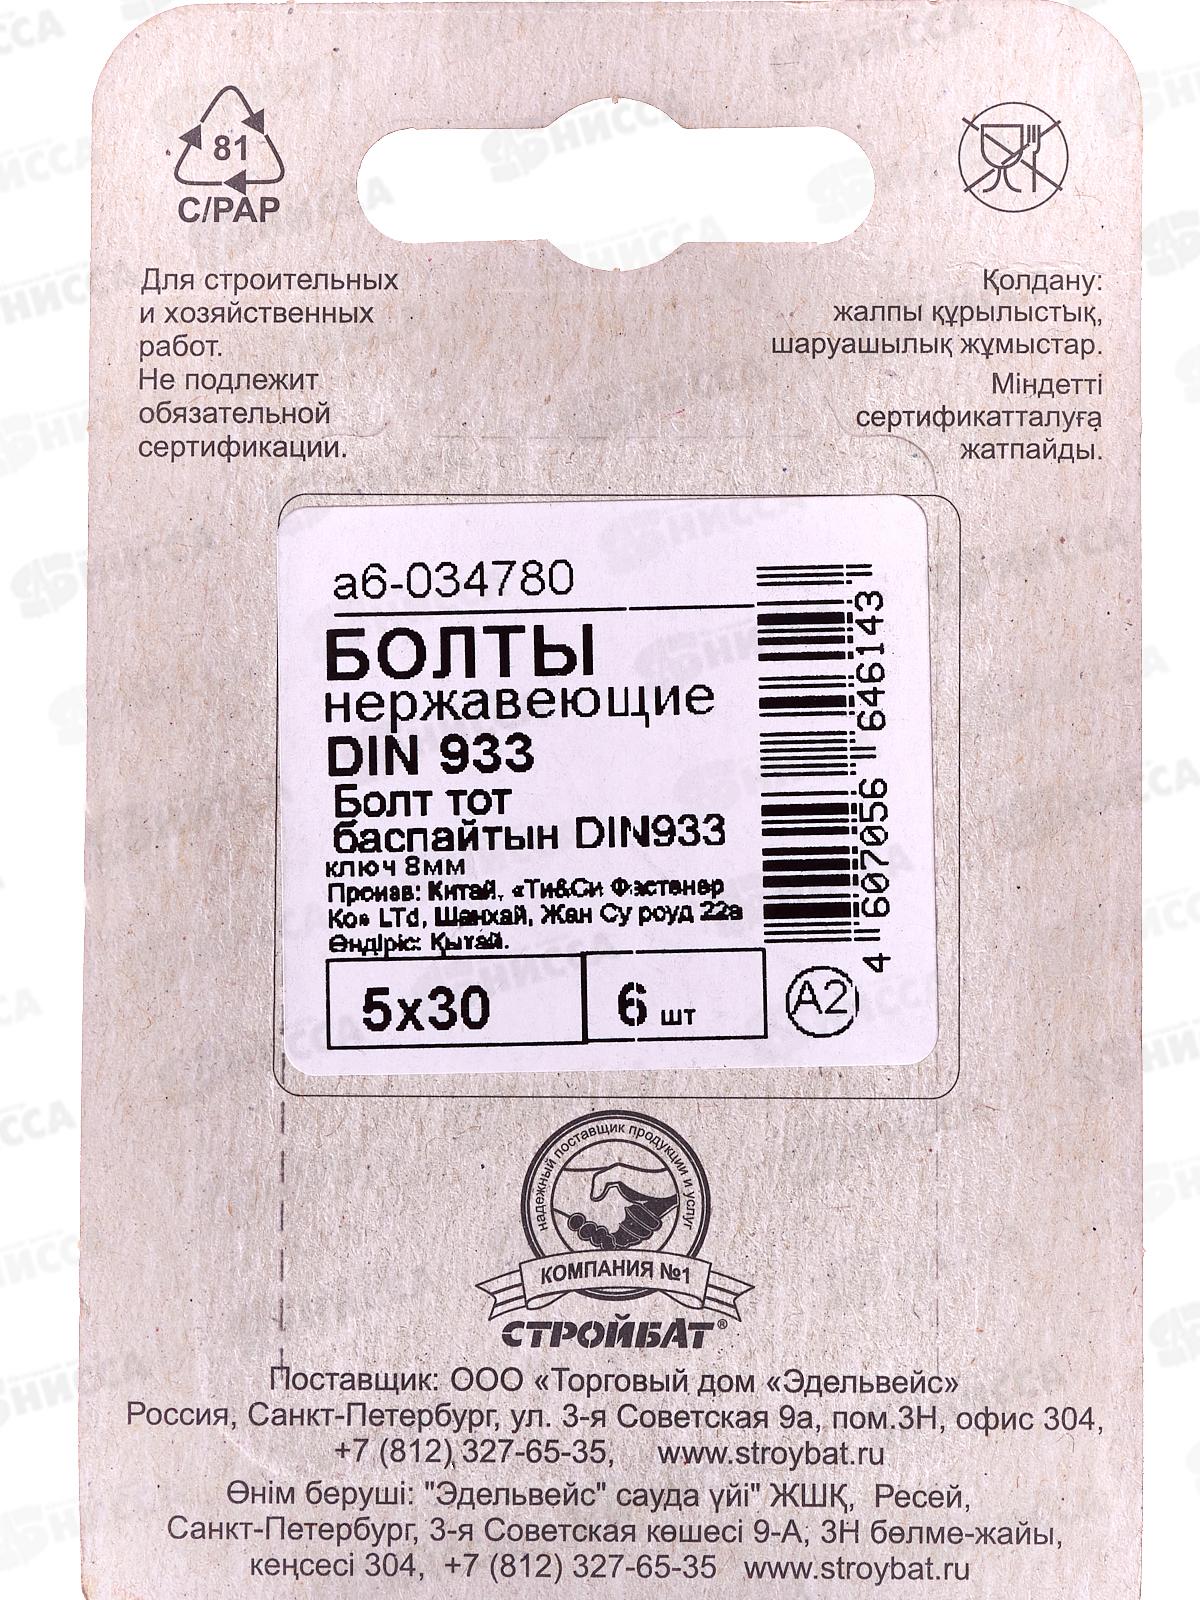 81
C/PAP
Для строительных
и хозяйственных
работ.
Не подлежит
обязательной
сертификации.
Қолдану:
жалпы құрылыстық,
шаруашылық жұмыстар.
Міндетті
сертификатталуға
жатпайды.
а6-034780
БОЛТЫ
нержавеющие
DIN 933
Болт тот
баспайтын DIN933
ключ 8мм
Произв: Китай, «Ти&Си Фастенер
Ко» LTd, Шанхай, Жан Су роуд 22а
Өндіріс: Қытай.
5x30
6 шт
A2
4 607056 646143
надежный поставщик продукции и услуг
КОМПАНИЯ №1
СТРОЙБАТ®
Поставщик: ООО «Торговый дом «Эдельвейс»
Россия, Санкт-Петербург, ул. 3-я Советская 9а, пом.3Н, офис 304,
+7 (812) 327-65-35, www.stroybat.ru
Өнім беруші: "Эдельвейс" сауда үйі" ЖШҚ, Ресей,
Санкт-Петербург, 3-я Советская көшесі 9-А, 3Н бөлме-жайы,
кеңсесі 304, +7 (812) 327-65-35 www.stroybat.ru
НИССА